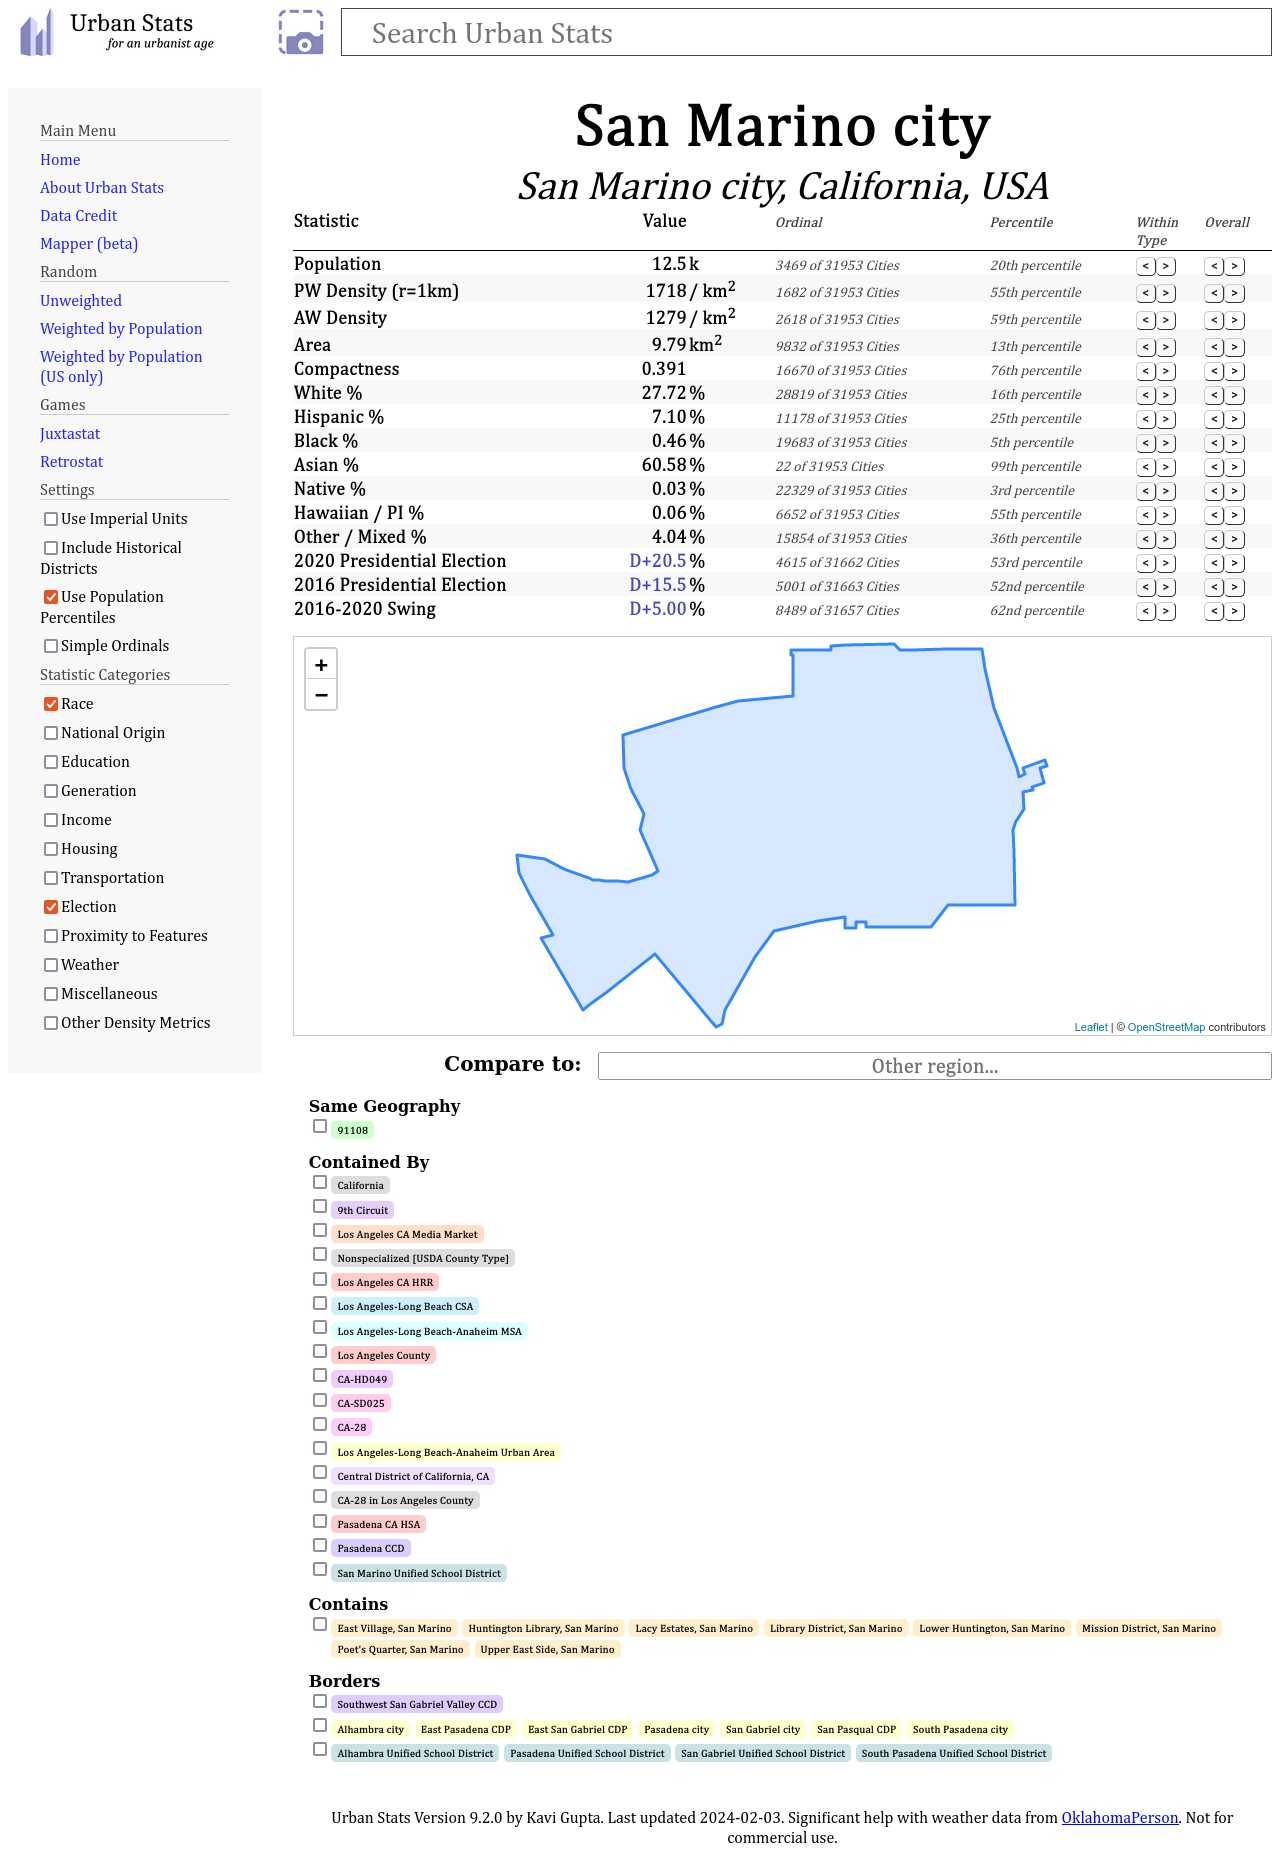 Urban Stats
for an urbanist age
Search Urban Stats
Main Menu
Home
About Urban Stats
Data Credit
Mapper (beta)
Random
Unweighted
Weighted by Population
Weighted by Population
(US only)
Games
Juxtastat
Retrostat
Settings
Use Imperial Units
Include Historical
Districts
Use Population
Percentiles
Simple Ordinals
Statistic Categories
Race
National Origin
Education
Generation
Income
Housing
Transportation
Election
Proximity to Features
Weather
Miscellaneous
Other Density Metrics
San Marino city
San Marino city, California, USA
Statistic Value Ordinal Percentile Within Type Overall
Population 12.5 k 3469 of 31953 Cities 20th percentile < > < >
PW Density (r=1km) 1718 / km² 1682 of 31953 Cities 55th percentile < > < >
AW Density 1279 / km² 2618 of 31953 Cities 59th percentile < > < >
Area 9.79 km² 9832 of 31953 Cities 13th percentile < > < >
Compactness 0.391 16670 of 31953 Cities 76th percentile < > < >
White % 27.72 % 28819 of 31953 Cities 16th percentile < > < >
Hispanic % 7.10 % 11178 of 31953 Cities 25th percentile < > < >
Black % 0.46 % 19683 of 31953 Cities 5th percentile < > < >
Asian % 60.58 % 22 of 31953 Cities 99th percentile < > < >
Native % 0.03 % 22329 of 31953 Cities 3rd percentile < > < >
Hawaiian / PI % 0.06 % 6652 of 31953 Cities 55th percentile < > < >
Other / Mixed % 4.04 % 15854 of 31953 Cities 36th percentile < > < >
2020 Presidential Election D+20.5 % 4615 of 31662 Cities 53rd percentile < > < >
2016 Presidential Election D+15.5 % 5001 of 31663 Cities 52nd percentile < > < >
2016-2020 Swing D+5.00 % 8489 of 31657 Cities 62nd percentile < > < >
+
−
Leaflet | © OpenStreetMap contributors
Compare to: Other region...
Same Geography
91108
Contained By
California
9th Circuit
Los Angeles CA Media Market
Nonspecialized [USDA County Type]
Los Angeles CA HRR
Los Angeles-Long Beach CSA
Los Angeles-Long Beach-Anaheim MSA
Los Angeles County
CA-HD049
CA-SD025
CA-28
Los Angeles-Long Beach-Anaheim Urban Area
Central District of California, CA
CA-28 in Los Angeles County
Pasadena CA HSA
Pasadena CCD
San Marino Unified School District
Contains
East Village, San Marino Huntington Library, San Marino Lacy Estates, San Marino Library District, San Marino Lower Huntington, San Marino Mission District, San Marino
Poet's Quarter, San Marino Upper East Side, San Marino
Borders
Southwest San Gabriel Valley CCD
Alhambra city East Pasadena CDP East San Gabriel CDP Pasadena city San Gabriel city San Pasqual CDP South Pasadena city
Alhambra Unified School District Pasadena Unified School District San Gabriel Unified School District South Pasadena Unified School District
Urban Stats Version 9.2.0 by Kavi Gupta. Last updated 2024-02-03. Significant help with weather data from OklahomaPerson. Not for
commercial use.